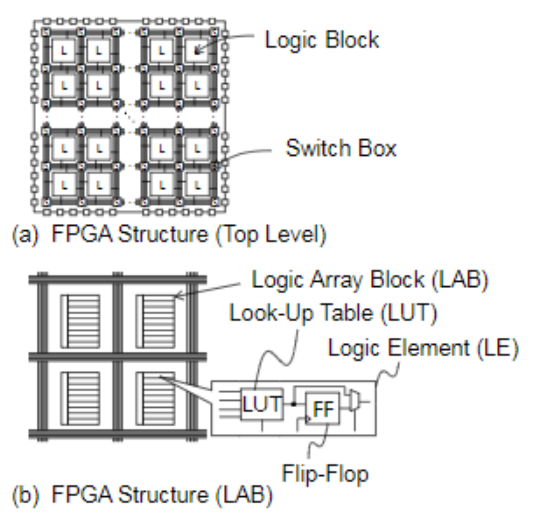 L L L L
Logic Block
L L L L
L L L L
Switch Box
L L L L
(a) FPGA Structure (Top Level)
Logic Array Block (LAB)
Look-Up Table (LUT)
Logic Element (LE)
LUT
FF
Flip-Flop
(b) FPGA Structure (LAB)